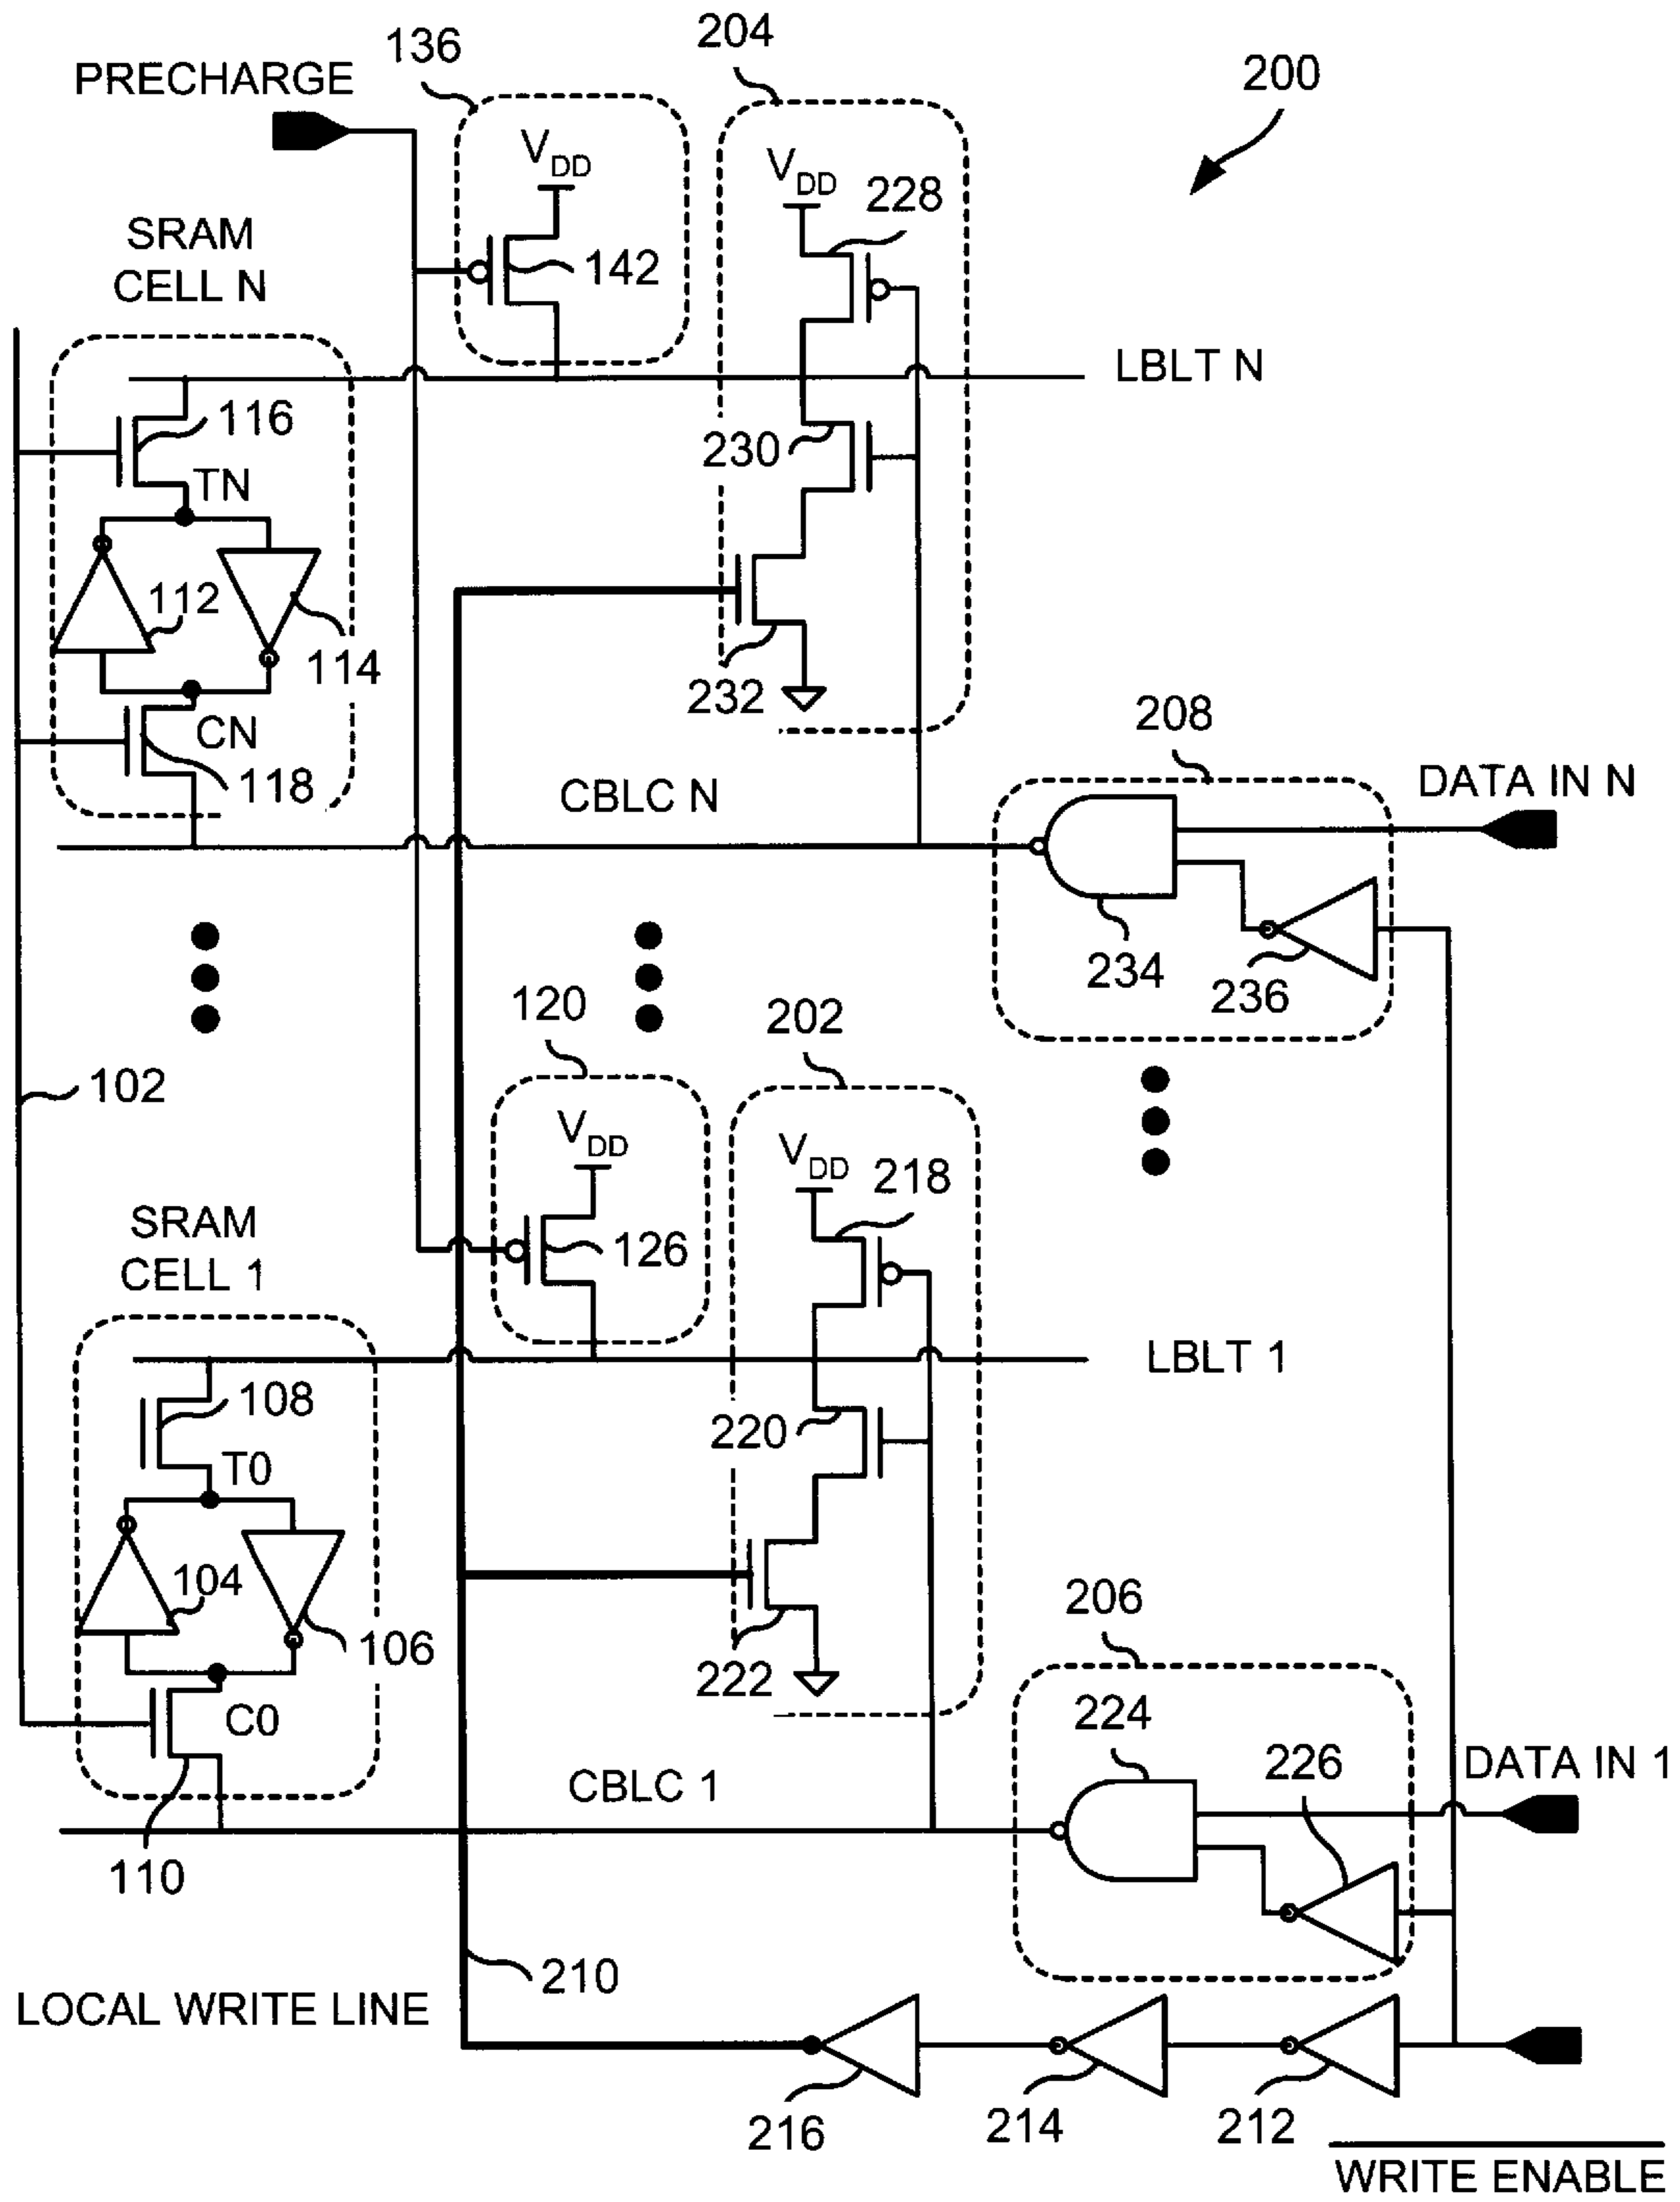 PRECHARGE
136
204
200
VDD
VDD
228
142
SRAM
CELL N
LBLT N
116
TN
230
112
114
232
CN
118
CBLC N
208
DATA IN N
234
236
120
202
102
VDD
VDD
218
SRAM
CELL 1
126
LBLT 1
108
T0
220
104
106
222
C0
206
224
226
DATA IN 1
CBLC 1
110
210
LOCAL WRITE LINE
216
214
212
WRITE ENABLE